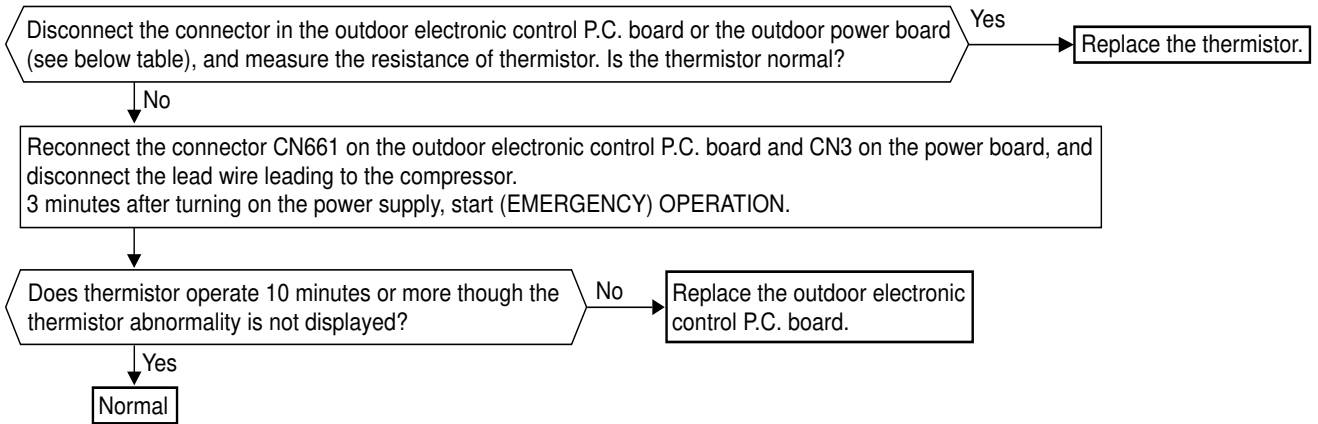 Disconnect the connector in the outdoor electronic control P.C. board or the outdoor power board
(see below table), and measure the resistance of thermistor. Is the thermistor normal?
Yes
Replace the thermistor.
No
Reconnect the connector CN661 on the outdoor electronic control P.C. board and CN3 on the power board, and
disconnect the lead wire leading to the compressor.
3 minutes after turning on the power supply, start (EMERGENCY) OPERATION.
Does thermistor operate 10 minutes or more though the
thermistor abnormality is not displayed?
No
Replace the outdoor electronic
control P.C. board.
Yes
Normal